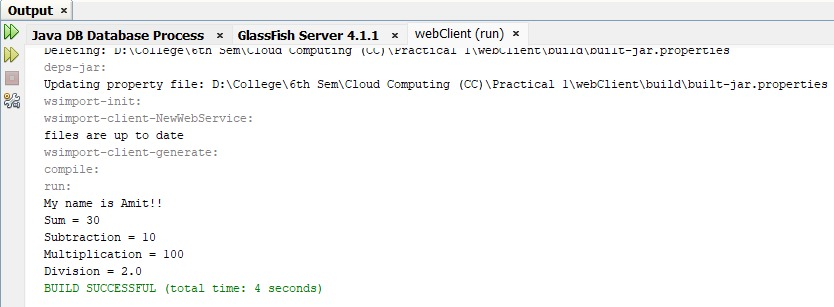 Output ×
Java DB Database Process × GlassFish Server 4.1.1 × webClient (run) ×
Deleting: D:\College\6th Sem\Cloud Computing (CC)\Practical 1\webClient\build\built-jar.properties
deps-jar:
Updating property file: D:\College\6th Sem\Cloud Computing (CC)\Practical 1\webClient\build\built-jar.properties
wsimport-init:
wsimport-client-NewWebService:
files are up to date
wsimport-client-generate:
compile:
run:
My name is Amit!!
Sum = 30
Subtraction = 10
Multiplication = 100
Division = 2.0
BUILD SUCCESSFUL (total time: 4 seconds)